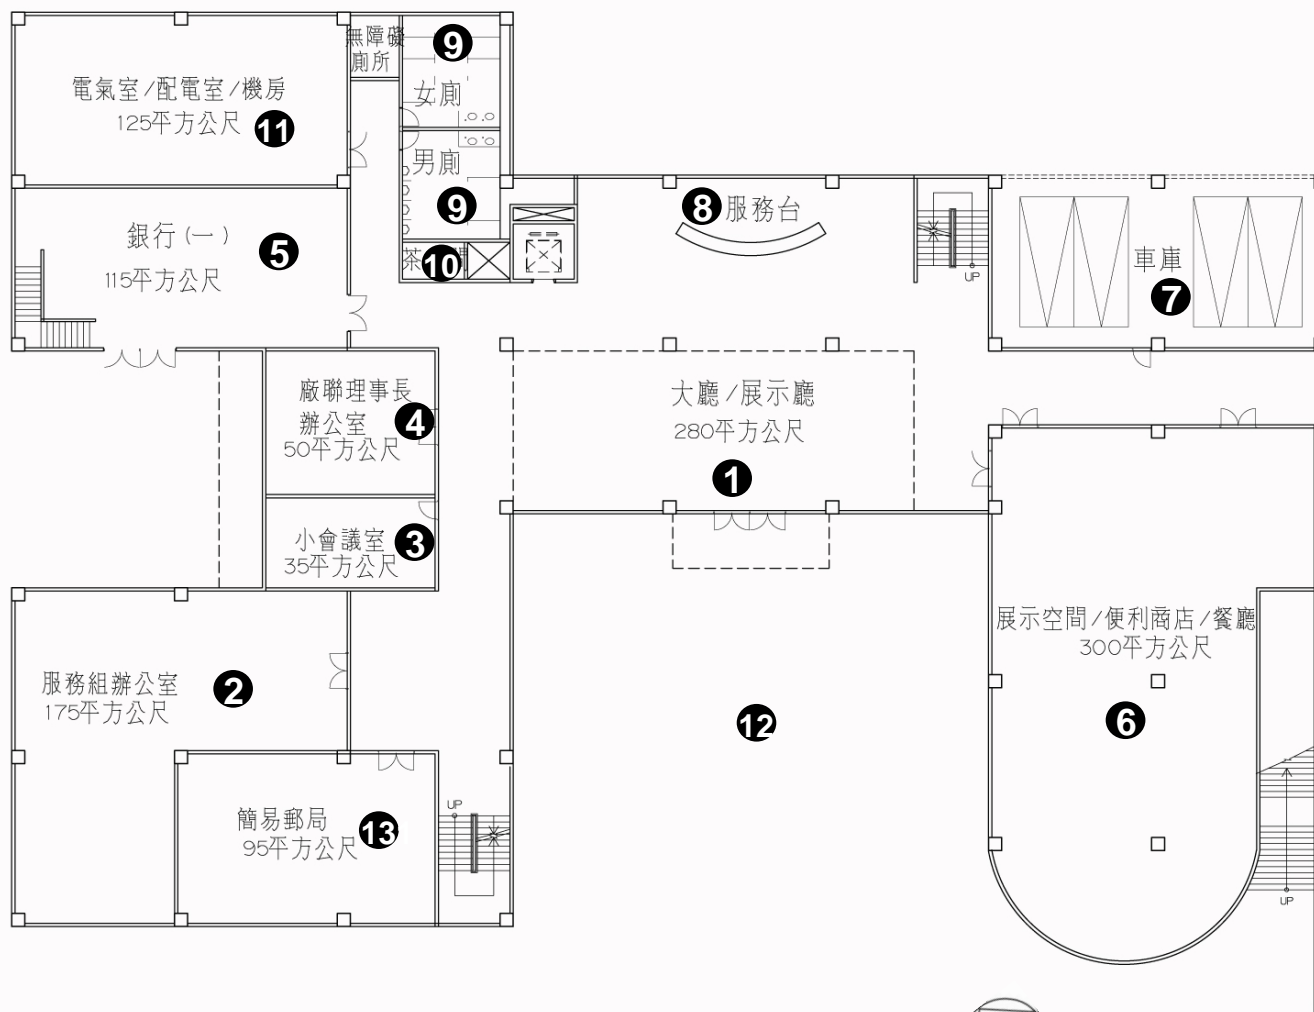 無障礙
廁所
9
女廁
電氣室/配電室/機房
125平方公尺
11
男廁
9
8
服務台
銀行(一)
5
115平方公尺
茶
10
UP
車庫
7
廠聯理事長
辦公室
4
50平方公尺
大廳/展示廳
280平方公尺
1
小會議室
3
35平方公尺
展示空間/便利商店/餐廳
300平方公尺
服務組辦公室
2
175平方公尺
12
6
UP
簡易郵局
13
95平方公尺
UP